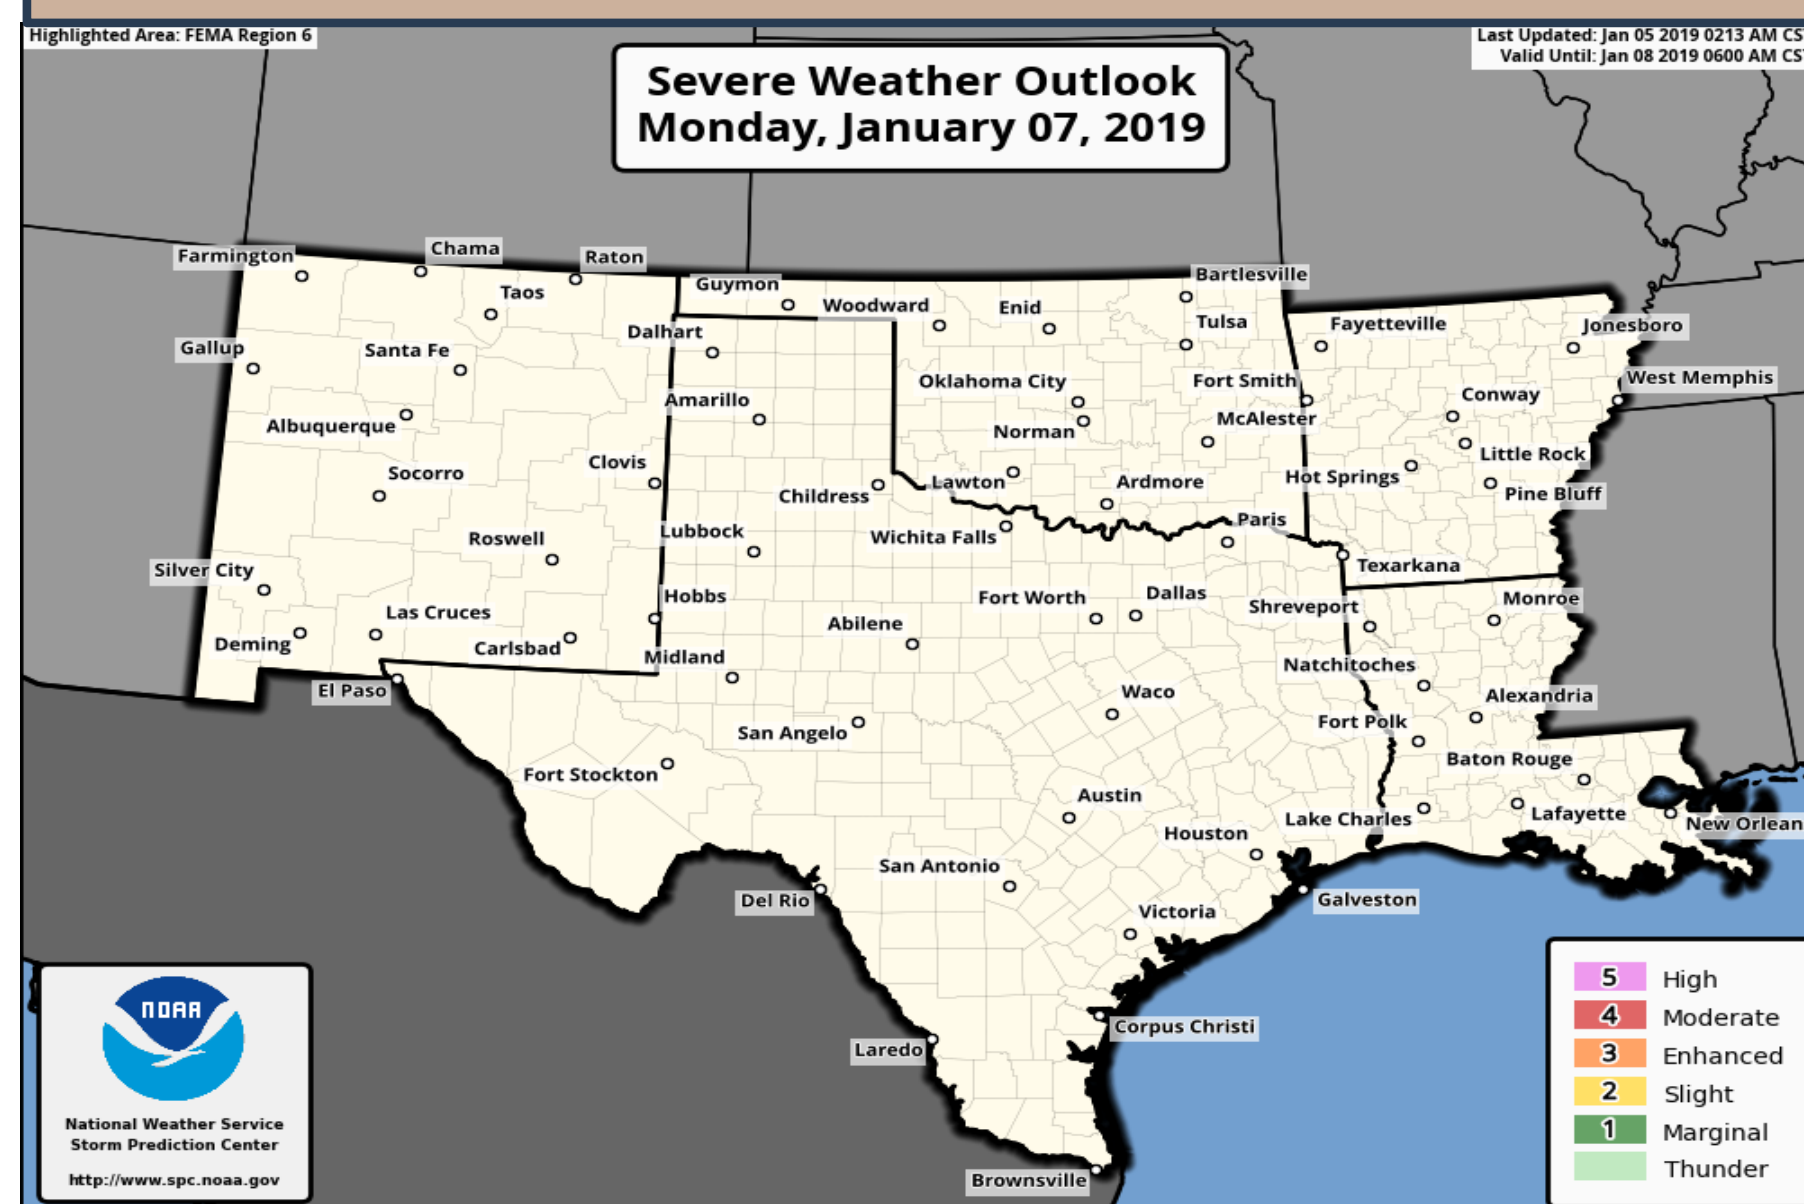 Highlighted Area: FEMA Region 6
Last Updated: Jan 05 2019 0213 AM CS
Valid Until: Jan 08 2019 0600 AM CS
Severe Weather Outlook
Monday, January 07, 2019
Farmington
Chama
Raton
Taos
Guymon
Woodward
Enid
Bartlesville
Tulsa
Fayetteville
Jonesboro
Gallup
Santa Fe
Dalhart
Oklahoma City
Fort Smith
West Memphis
Conway
Albuquerque
Amarillo
Norman
McAlester
Little Rock
Socorro
Clovis
Childress
Lawton
Ardmore
Hot Springs
Pine Bluff
Roswell
Lubbock
Wichita Falls
Paris
Texarkana
Silver City
Las Cruces
Hobbs
Fort Worth
Dallas
Shreveport
Monroe
Deming
Carlsbad
Midland
Abilene
Natchitoches
El Paso
San Angelo
Waco
Fort Polk
Alexandria
Fort Stockton
Austin
Baton Rouge
Houston
Lake Charles
Lafayette
New Orlean
San Antonio
Del Rio
Victoria
Galveston
Corpus Christi
Laredo
Brownsville
NOAA
National Weather Service
Storm Prediction Center
http://www.spc.noaa.gov
5 High
4 Moderate
3 Enhanced
2 Slight
1 Marginal
Thunder